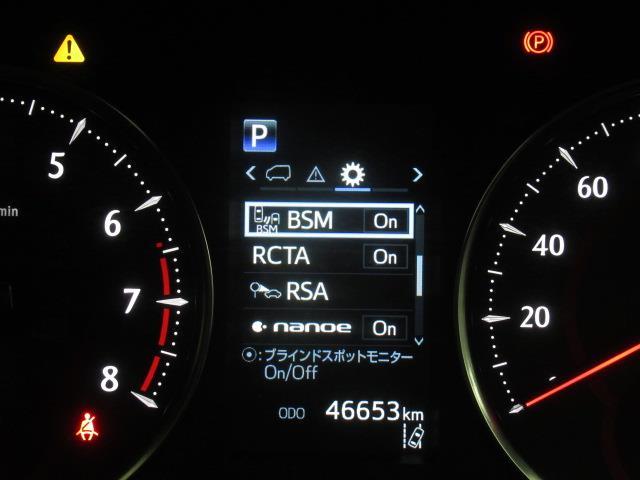 P
P
5
6
7
8
min
BSM
BSM On
RCTA On
RSA
nanoe On
:ブラインドスポットモニター
On/Off
ODO 46653km
60
40
20